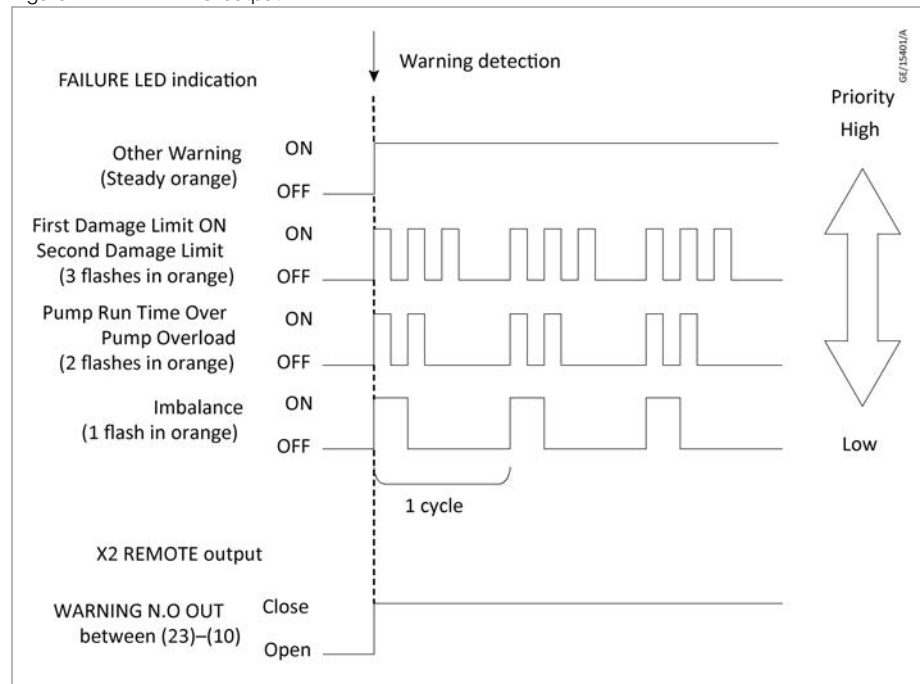 Warning detection
GE/15401/A
FAILURE LED indication
Priority
High
Other Warning
(Steady orange)
ON
OFF
First Damage Limit ON
Second Damage Limit
(3 flashes in orange)
ON
OFF
Pump Run Time Over
Pump Overload
(2 flashes in orange)
ON
OFF
Imbalance
(1 flash in orange)
ON
OFF
Low
1 cycle
X2 REMOTE output
WARNING N.O OUT
between (23)–(10)
Close
Open